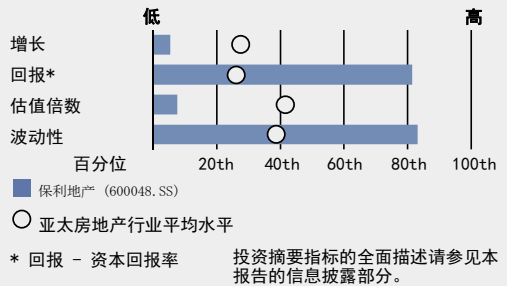 低 高
增长
回报*
估值倍数
波动性
百分位 20th 40th 60th 80th 100th
保利地产 (600048.SS)
亚太房地产行业平均水平
* 回报 - 资本回报率
投资摘要指标的全面描述请参见本
报告的信息披露部分。